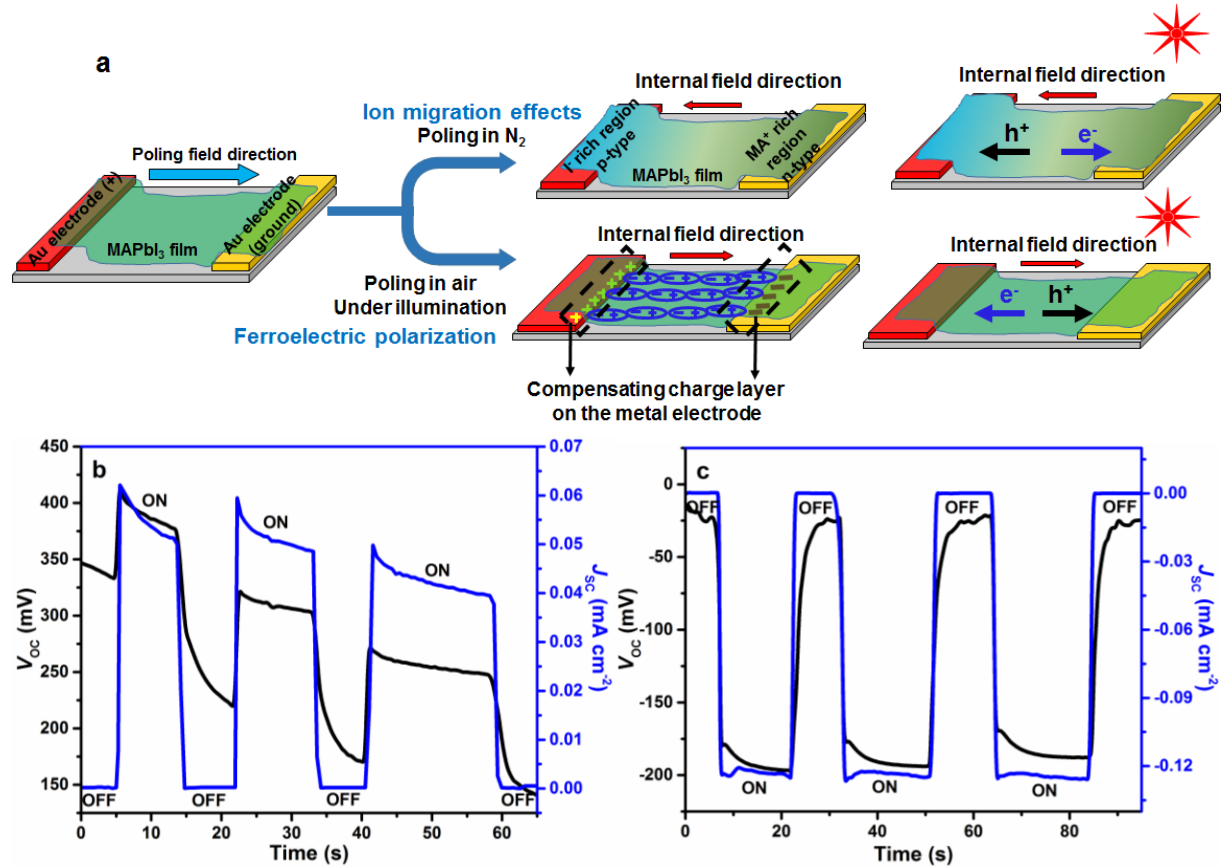 a
Poling field direction
Au electrode (+)
MAPbI₃ film
Au electrode
(ground)
Ion migration effects
Poling in N₂
Poling in air
Under illumination
Ferroelectric polarization
Internal field direction
I⁻ rich region
p-type
MAPbI₃ film
MA⁺ rich
region
n-type
Internal field direction
h⁺
e⁻
Internal field direction
+ + + + + + +
- + - + - + - +
- + - + - + - +
- + - + - + - +
Compensating charge layer
on the metal electrode
Internal field direction
e⁻
h⁺
b
450
400
350
300
250
200
150
V_OC (mV)
0.07
0.06
0.05
0.04
0.03
0.02
0.01
0.00
J_SC (mA cm⁻²)
ON
ON
ON
OFF
OFF
OFF
OFF
0
10
20
30
40
50
60
Time (s)
c
0
-50
-100
-150
-200
V_OC (mV)
0.00
-0.03
-0.06
-0.09
-0.12
J_SC (mA cm⁻²)
OFF
OFF
OFF
OFF
ON
ON
ON
0
20
40
60
80
Time (s)